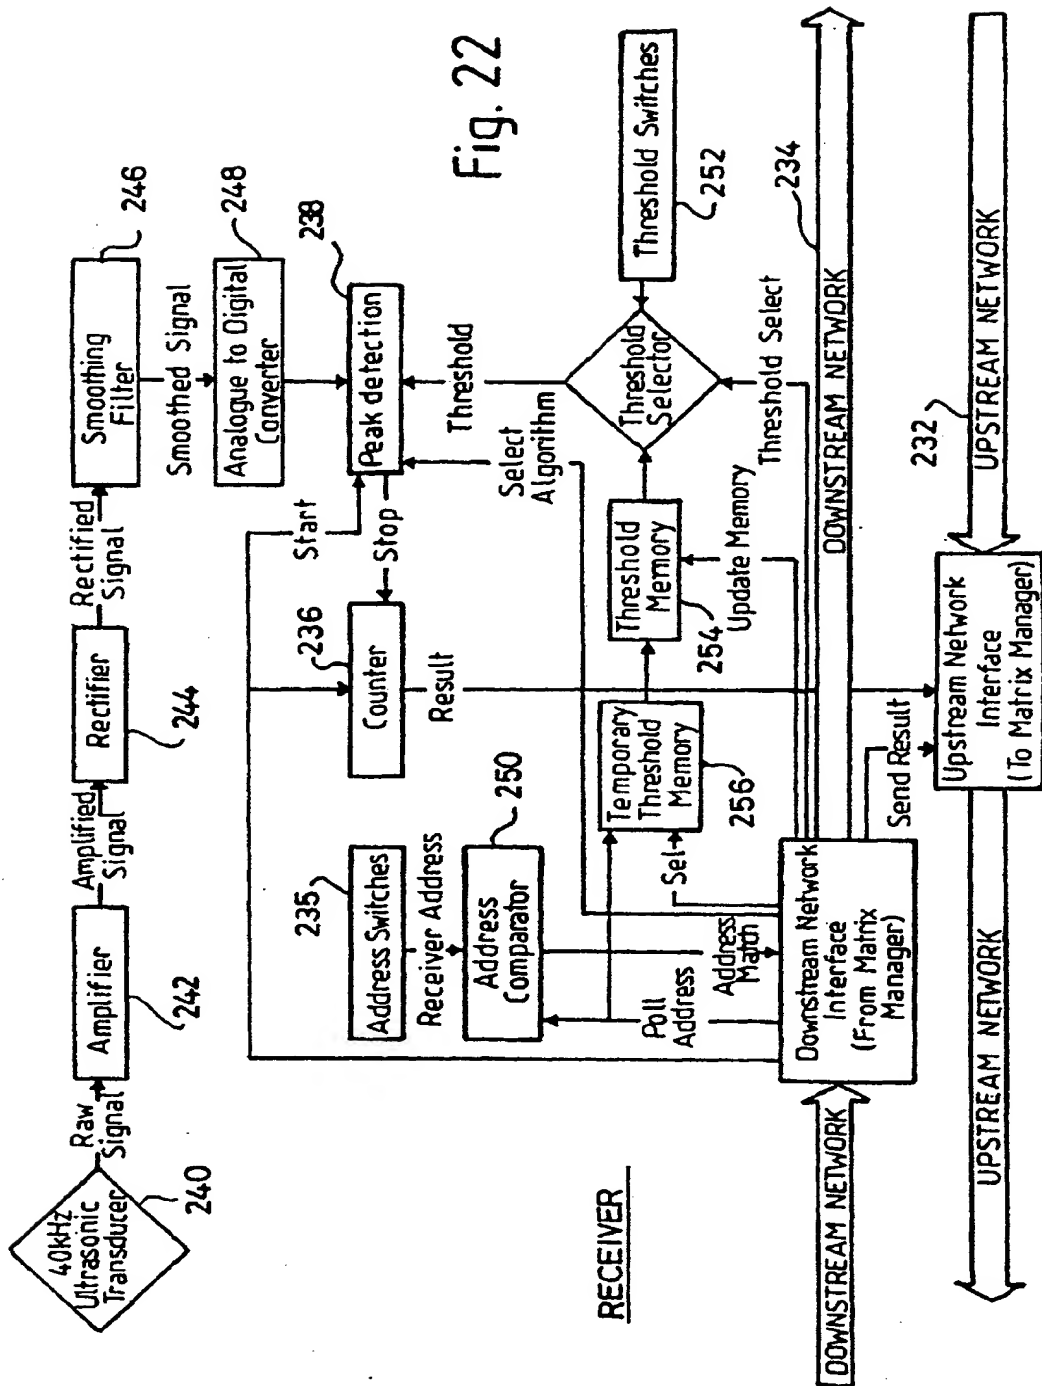 40kHz
Ultrasonic
Transducer
240
Raw
Signal
Amplifier
242
Amplified
Signal
Rectifier
244
Rectified
Signal
Smoothing
Filter
246
Smoothed Signal
Analogue to Digital
Converter
248
238
Peak detection
Start
Stop
236
Counter
Result
235
Address Switches
Receiver Address
Address
Comparator
250
Select
Algorithm
Threshold
Threshold
Selector
Threshold Switches
252
Fig. 22
Temporary
Threshold
Memory
256
Threshold
Memory
254
Update Memory
Threshold Select
Sel
Poll
Address
Address
Match
RECEIVER
DOWNSTREAM NETWORK
Downstream Network
Interface
(From Matrix
Manager)
DOWNSTREAM NETWORK
234
Send Result
UPSTREAM NETWORK
Upstream Network
Interface
(To Matrix Manager)
UPSTREAM NETWORK
232